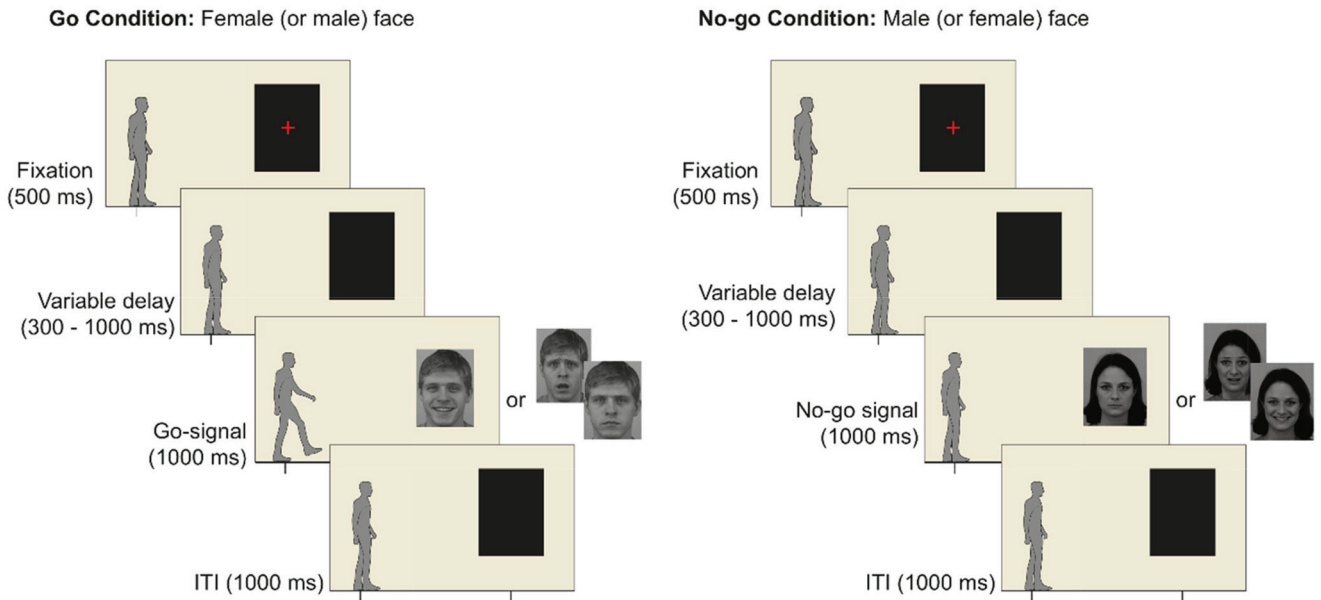 Go Condition: Female (or male) face
Fixation
(500 ms)
Variable delay
(300 - 1000 ms)
or
Go-signal
(1000 ms)
ITI (1000 ms)
No-go Condition: Male (or female) face
Fixation
(500 ms)
Variable delay
(300 - 1000 ms)
or
No-go signal
(1000 ms)
ITI (1000 ms)